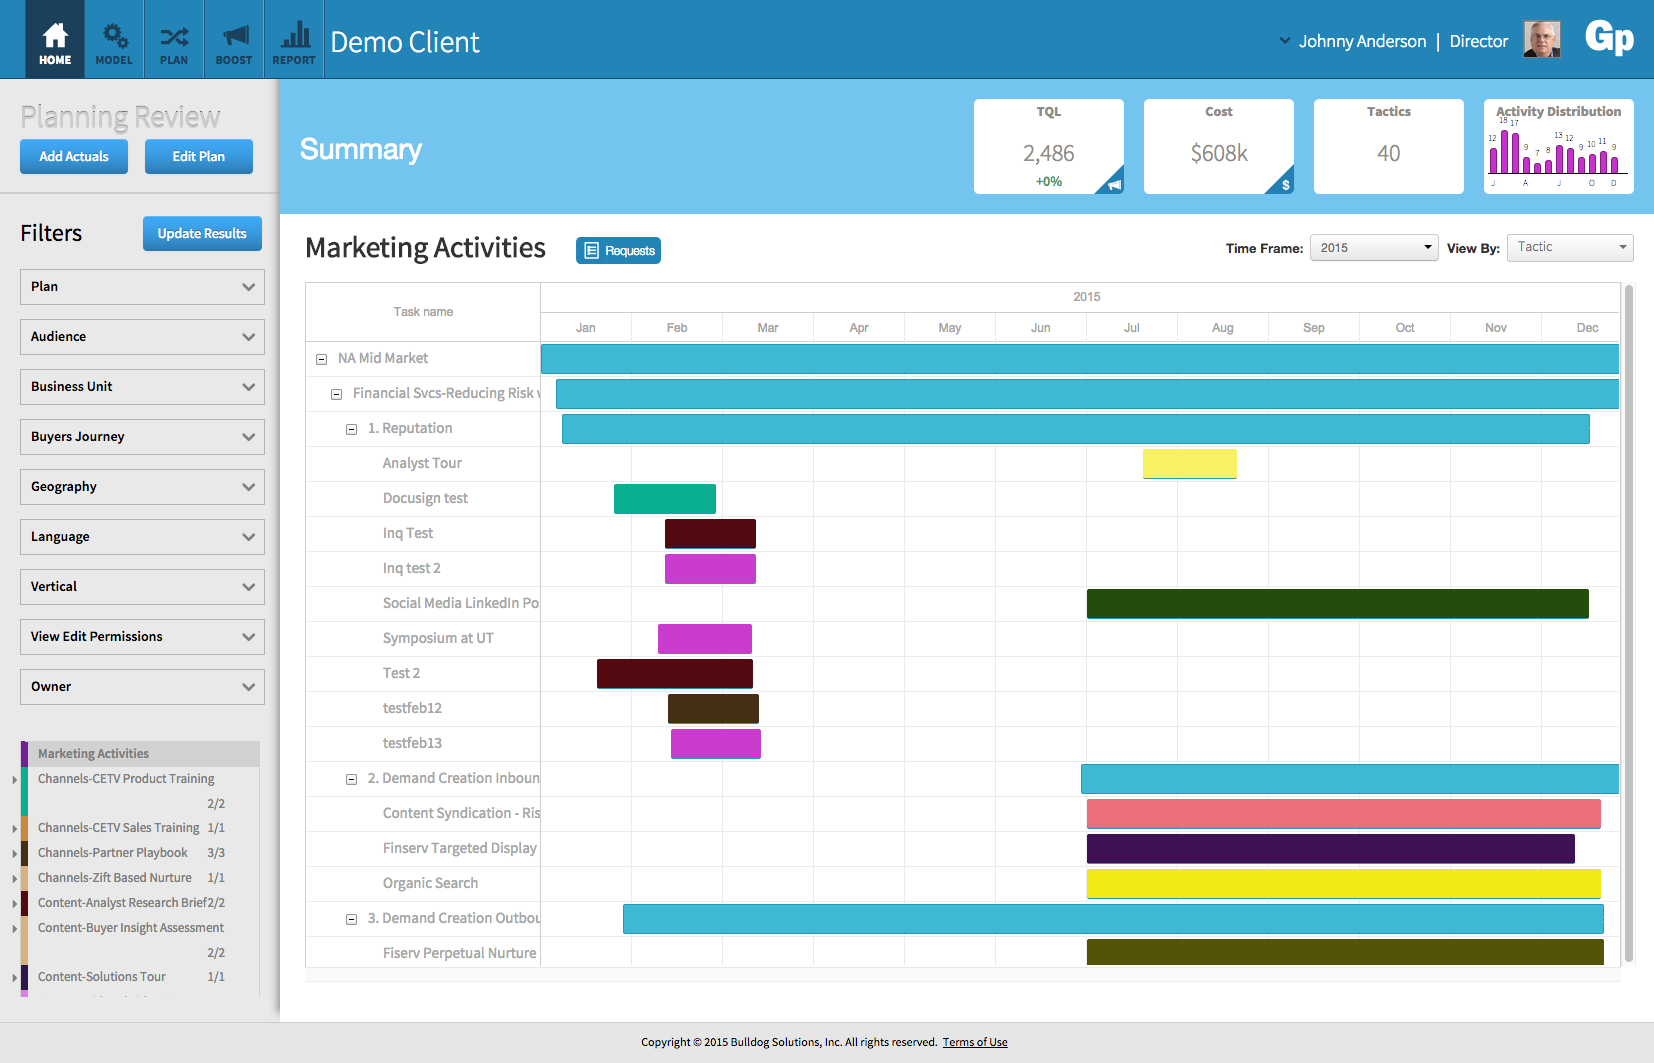 HOME
MODEL
PLAN
BOOST
REPORT
Demo Client
Johnny Anderson | Director
Gp
Planning Review
Add Actuals
Edit Plan
Summary
TQL
2,486
+0%
Cost
$608k
$
Tactics
40
Activity Distribution
12 18 17 9 7 8 13 12 9 10 11 9
J A J O D
Filters
Update Results
Plan
Audience
Business Unit
Buyers Journey
Geography
Language
Vertical
View Edit Permissions
Owner
Marketing Activities
Channels-CETV Product Training
2/2
Channels-CETV Sales Training 1/1
Channels-Partner Playbook 3/3
Channels-Zift Based Nurture 1/1
Content-Analyst Research Brief 2/2
Content-Buyer Insight Assessment
2/2
Content-Solutions Tour 1/1
Marketing Activities
Requests
Time Frame: 2015
View By: Tactic
Task name
2015
Jan Feb Mar Apr May Jun Jul Aug Sep Oct Nov Dec
NA Mid Market
Financial Svcs-Reducing Risk
1. Reputation
Analyst Tour
Docusign test
Inq Test
Inq test 2
Social Media LinkedIn Po
Symposium at UT
Test 2
testfeb12
testfeb13
2. Demand Creation Inboun
Content Syndication - Ris
Finserv Targeted Display
Organic Search
3. Demand Creation Outbou
Fiserv Perpetual Nurture
Copyright © 2015 Bulldog Solutions, Inc. All rights reserved. Terms of Use